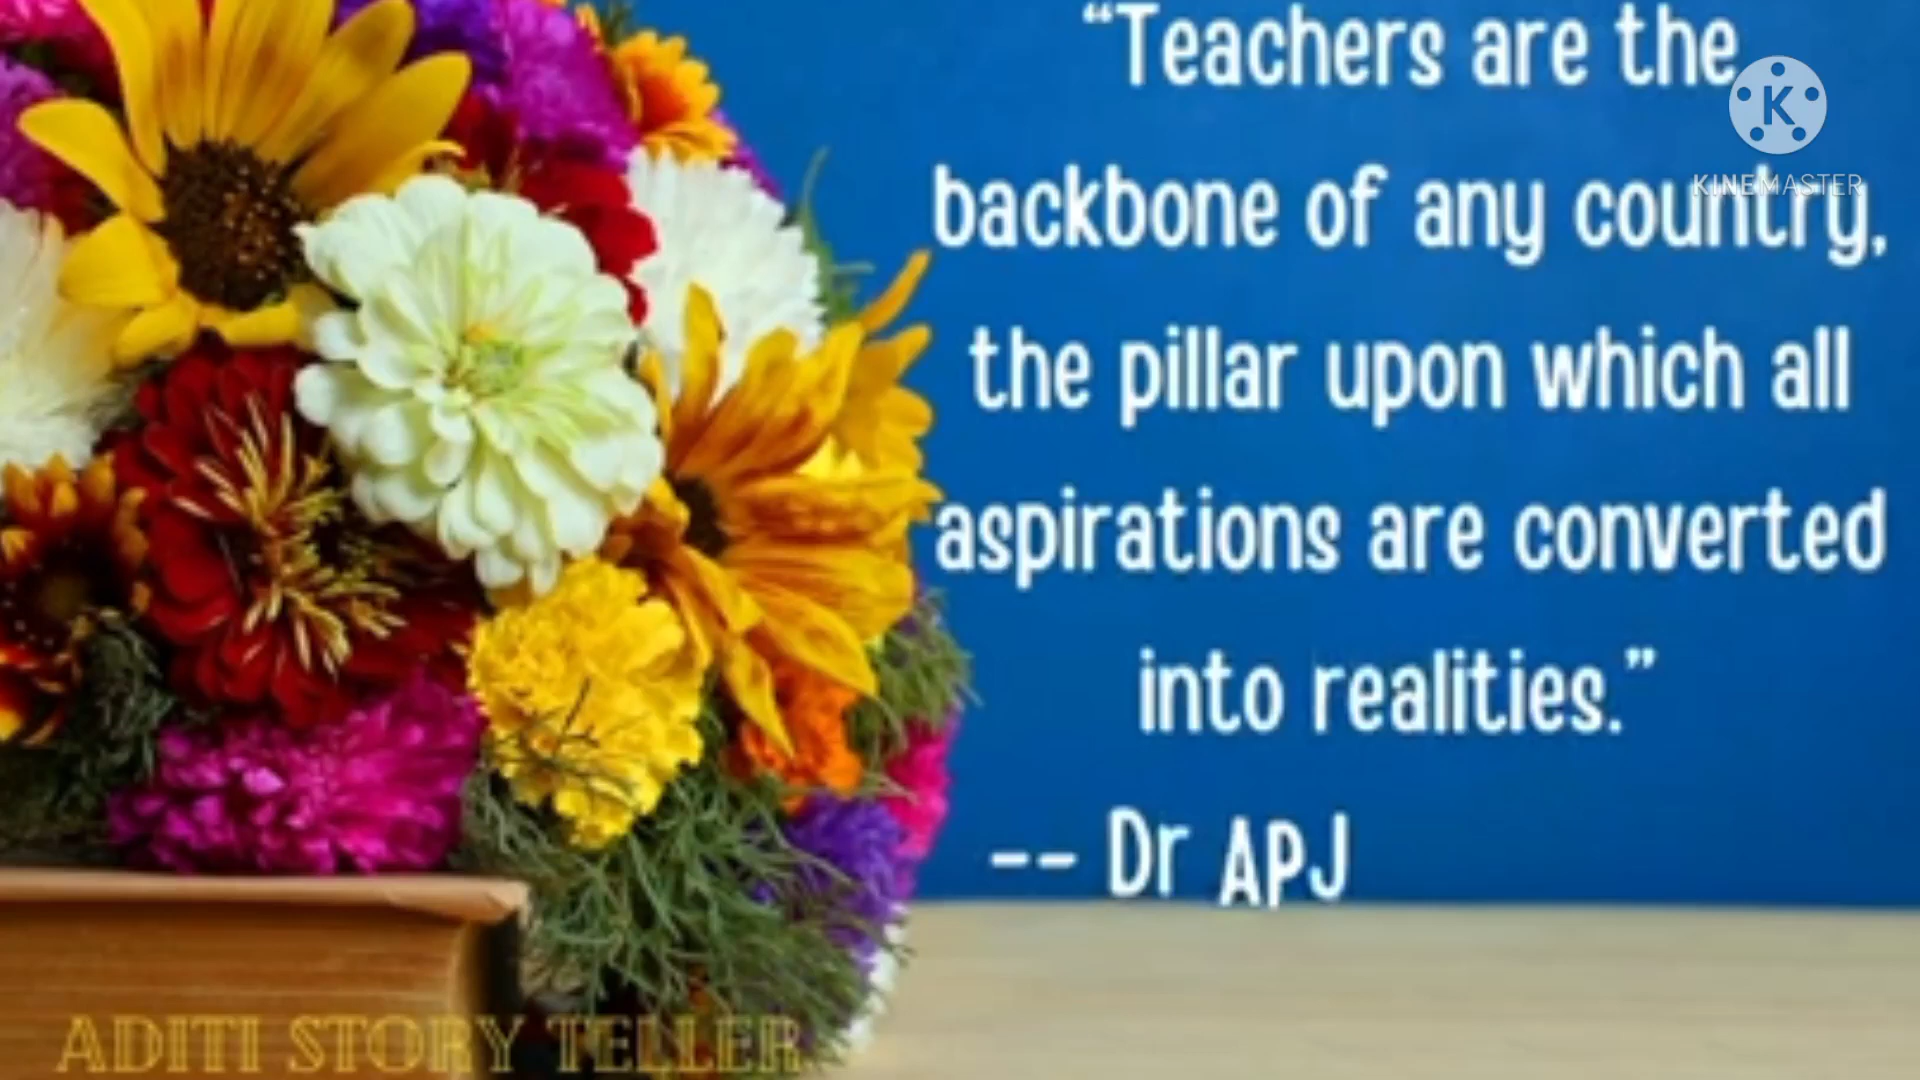 “Teachers are the
backbone of any country,
the pillar upon which all
aspirations are converted
into realities.”
-- Dr APJ
K
KINEMASTER
ADITI STORY TELLER